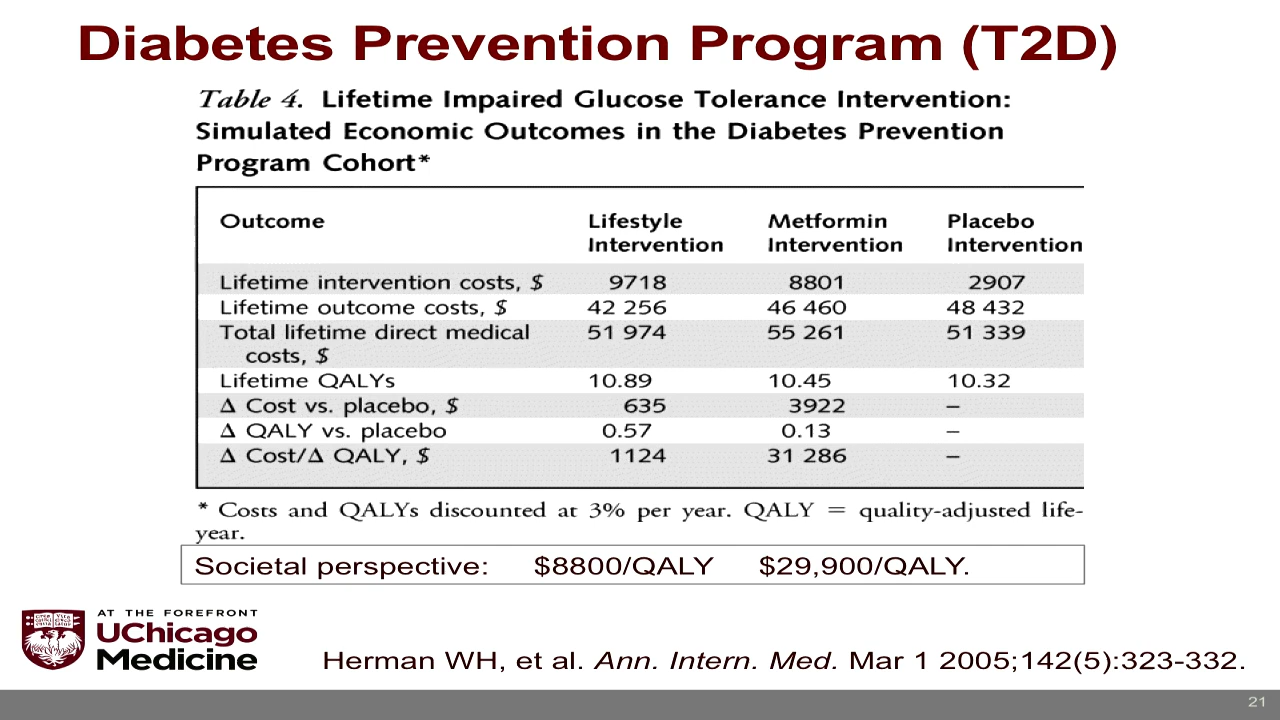 Diabetes Prevention Program (T2D)
Table 4. Lifetime Impaired Glucose Tolerance Intervention:
Simulated Economic Outcomes in the Diabetes Prevention
Program Cohort*
Outcome Lifestyle Intervention Metformin Intervention Placebo Intervention
Lifetime intervention costs, $ 9718 8801 2907
Lifetime outcome costs, $ 42 256 46 460 48 432
Total lifetime direct medical costs, $ 51 974 55 261 51 339
Lifetime QALYs 10.89 10.45 10.32
Δ Cost vs. placebo, $ 635 3922 –
Δ QALY vs. placebo 0.57 0.13 –
Δ Cost/Δ QALY, $ 1124 31 286 –
* Costs and QALYs discounted at 3% per year. QALY = quality-adjusted life-
year.
Societal perspective: $8800/QALY $29,900/QALY.
AT THE FOREFRONT
UChicago
Medicine
Herman WH, et al. Ann. Intern. Med. Mar 1 2005;142(5):323-332.
21